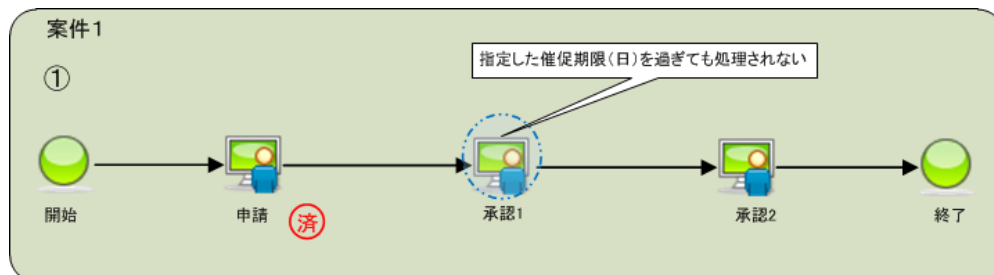 案件1
①
指定した催促期限(日)を過ぎても処理されない
開始
申請
済
承認1
承認2
終了